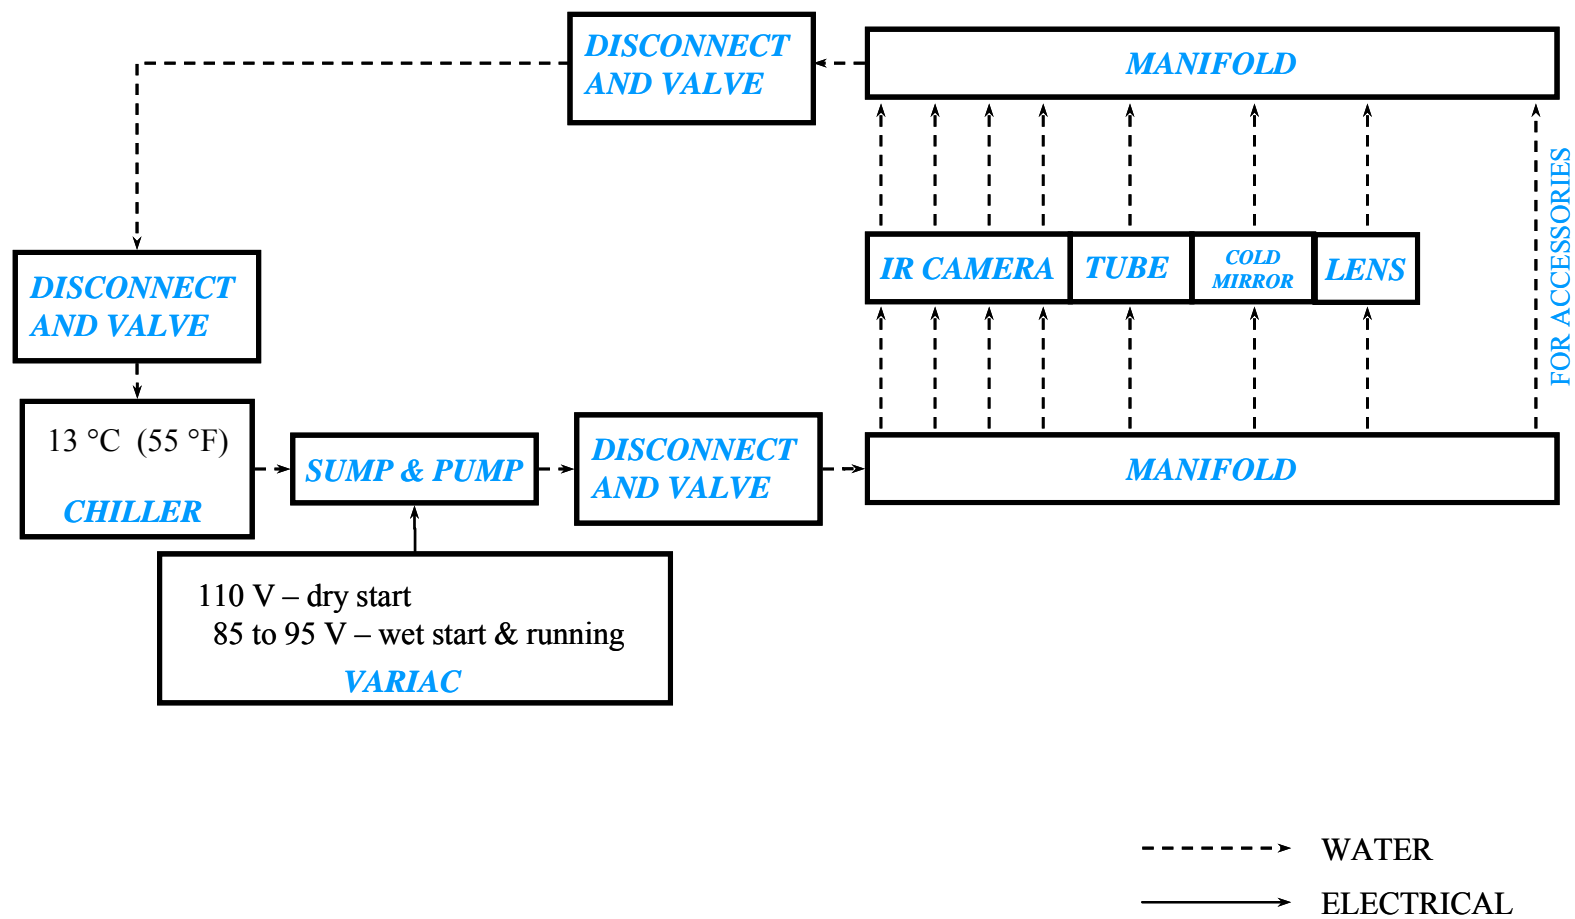 DISCONNECT
AND VALVE
MANIFOLD
FOR ACCESSORIES
DISCONNECT
AND VALVE
IR CAMERA
TUBE
COLD
MIRROR
LENS
13 °C (55 °F)
CHILLER
SUMP & PUMP
DISCONNECT
AND VALVE
MANIFOLD
110 V – dry start
85 to 95 V – wet start & running
VARIAC
WATER
ELECTRICAL